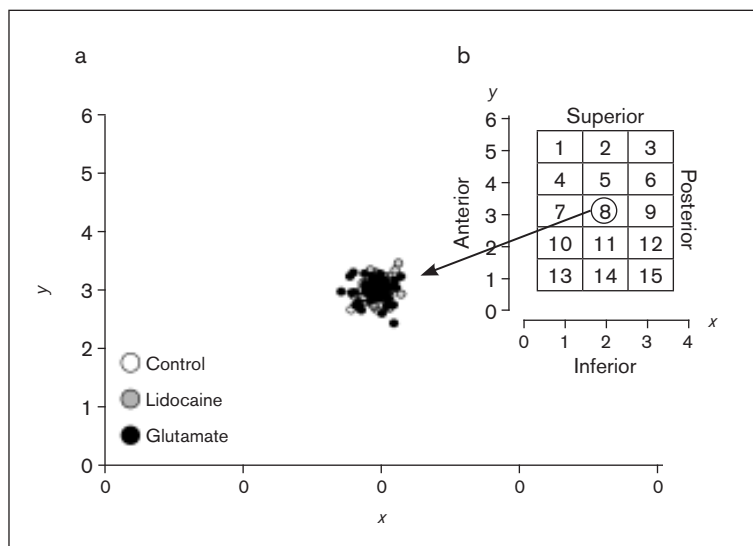 a
b
y
6
5
4
3
2
1
0
Superior
1 2 3
4 5 6
7 8 9
10 11 12
13 14 15
Anterior
Posterior
0 1 2 3 4
x
Inferior
6
5
4
3
2
1
0
y
Control
Lidocaine
Glutamate
0 0 0 0 0
x